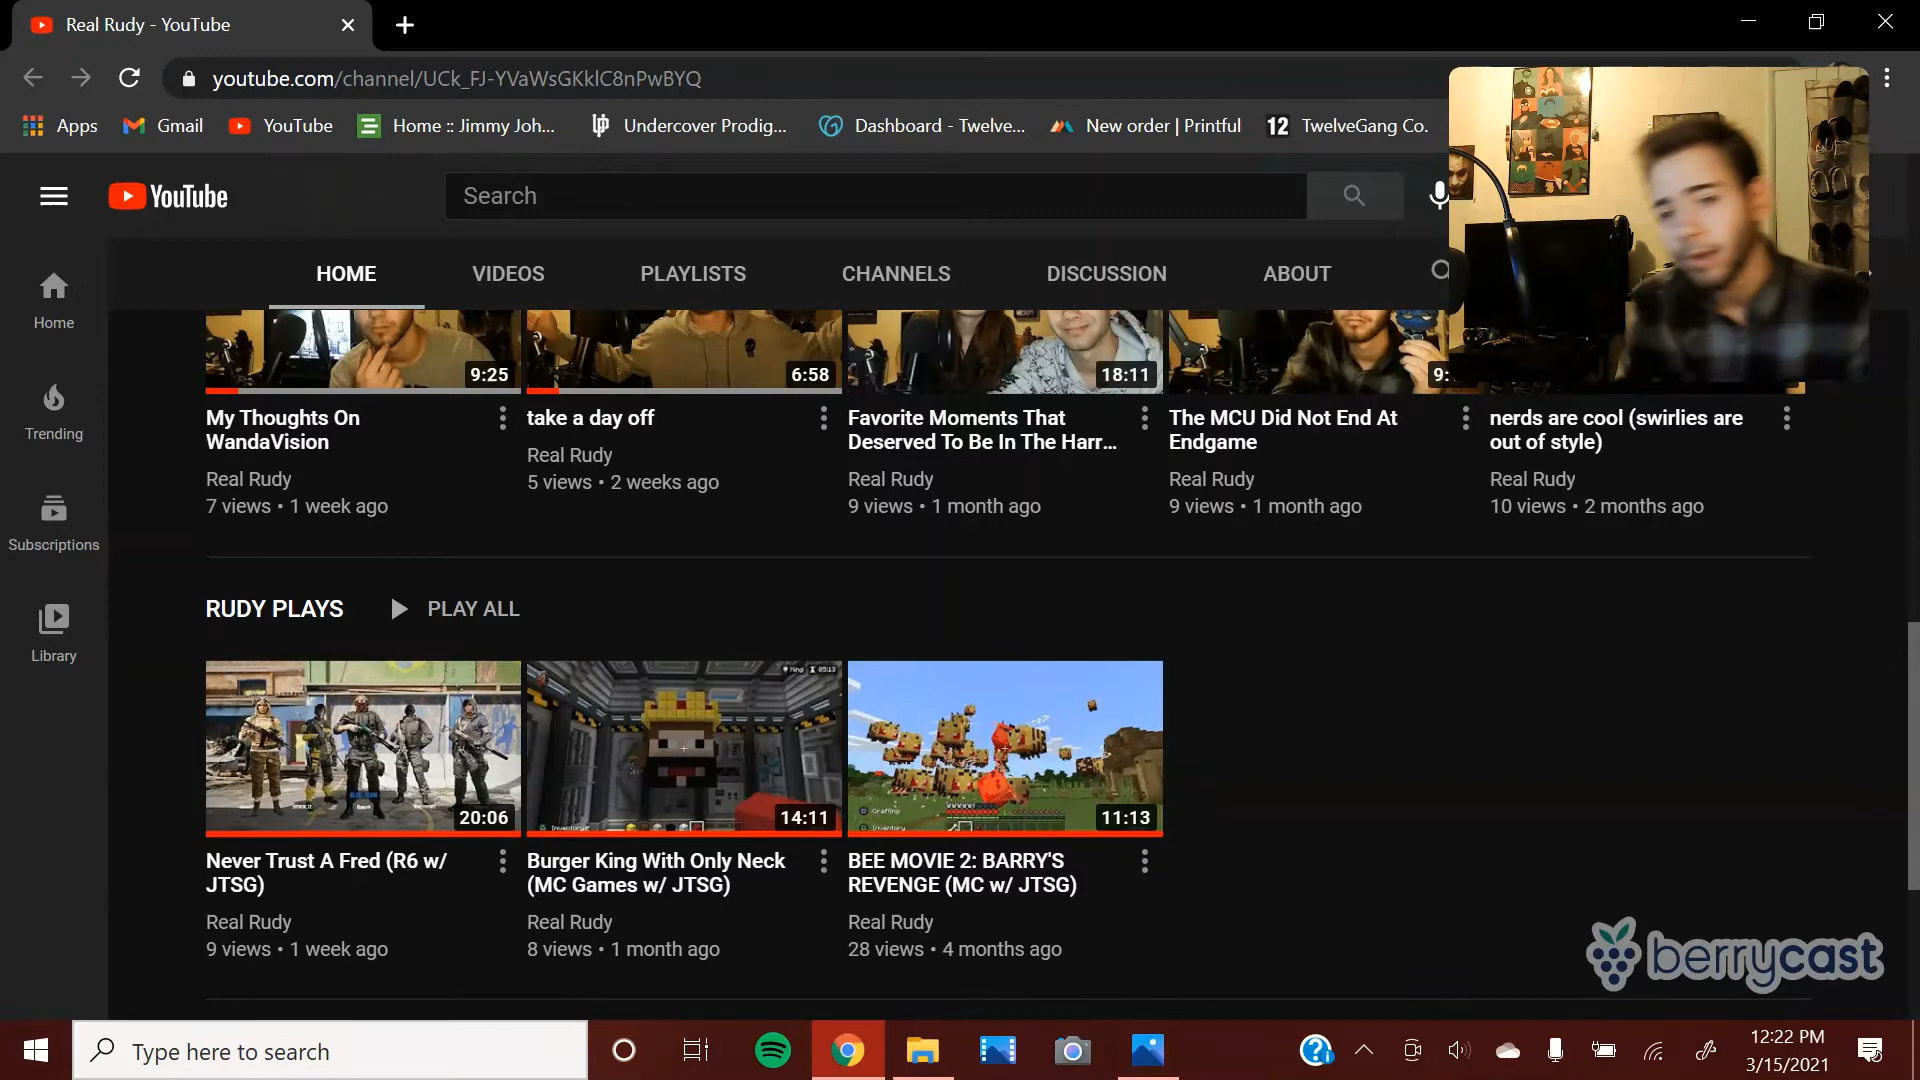 Real Rudy - YouTube
youtube.com/channel/UCk_FJ-YVaWsGKklC8nPwBYQ
Apps
Gmail
YouTube
Home :: Jimmy Joh...
Undercover Prodig...
Dashboard - Twelve...
New order | Printful
12 TwelveGang Co.
YouTube
Search
HOME
VIDEOS
PLAYLISTS
CHANNELS
DISCUSSION
ABOUT
Home
Trending
Subscriptions
Library
9:25
6:58
18:11
9:
My Thoughts On
WandaVision
Real Rudy
7 views • 1 week ago
take a day off
Real Rudy
5 views • 2 weeks ago
Favorite Moments That
Deserved To Be In The Harr...
Real Rudy
9 views • 1 month ago
The MCU Did Not End At
Endgame
Real Rudy
9 views • 1 month ago
nerds are cool (swirlies are
out of style)
Real Rudy
10 views • 2 months ago
RUDY PLAYS
PLAY ALL
20:06
14:11
11:13
Never Trust A Fred (R6 w/
JTSG)
Real Rudy
9 views • 1 week ago
Burger King With Only Neck
(MC Games w/ JTSG)
Real Rudy
8 views • 1 month ago
BEE MOVIE 2: BARRY'S
REVENGE (MC w/ JTSG)
Real Rudy
28 views • 4 months ago
berrycast
Type here to search
12:22 PM
3/15/2021